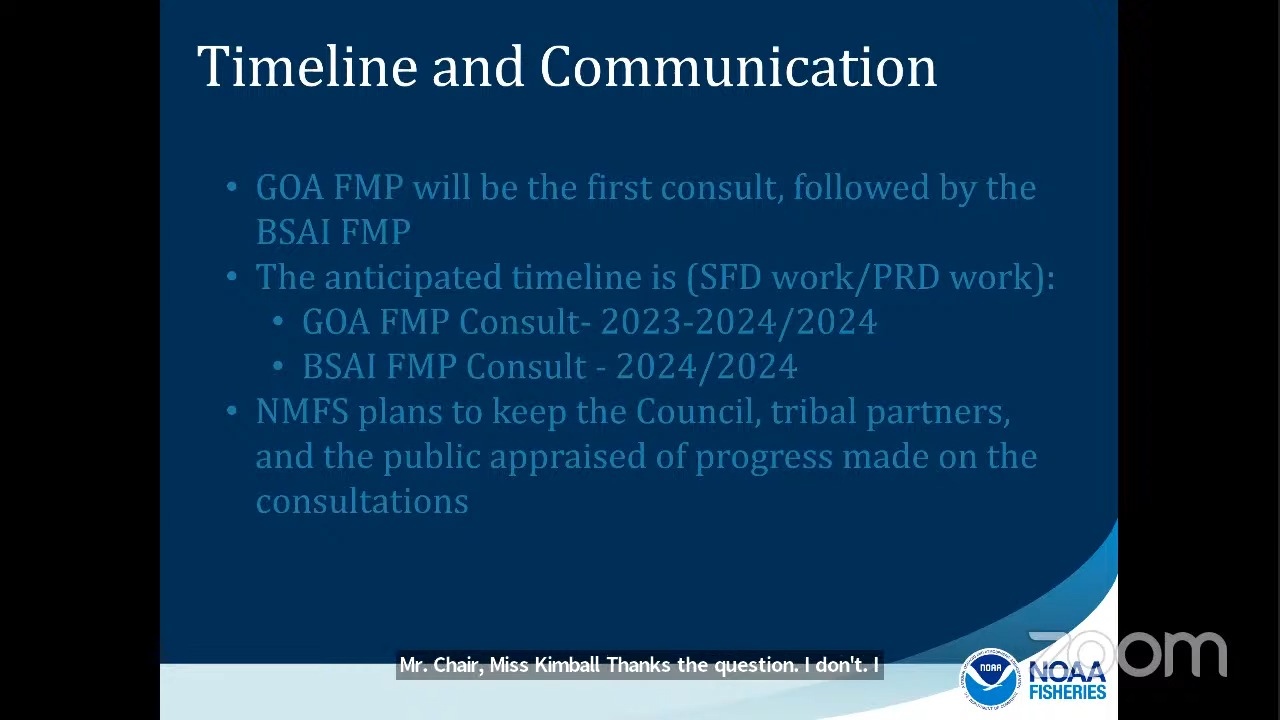 Timeline and Communication
• GOA FMP will be the first consult, followed by the
BSAI FMP
• The anticipated timeline is (SFD work/PRD work):
• GOA FMP Consult- 2023-2024/2024
• BSAI FMP Consult - 2024/2024
• NMFS plans to keep the Council, tribal partners,
and the public appraised of progress made on the
consultations
Mr. Chair, Miss Kimball Thanks the question. I don't. I
zoom
NOAA
NOAA
FISHERIES